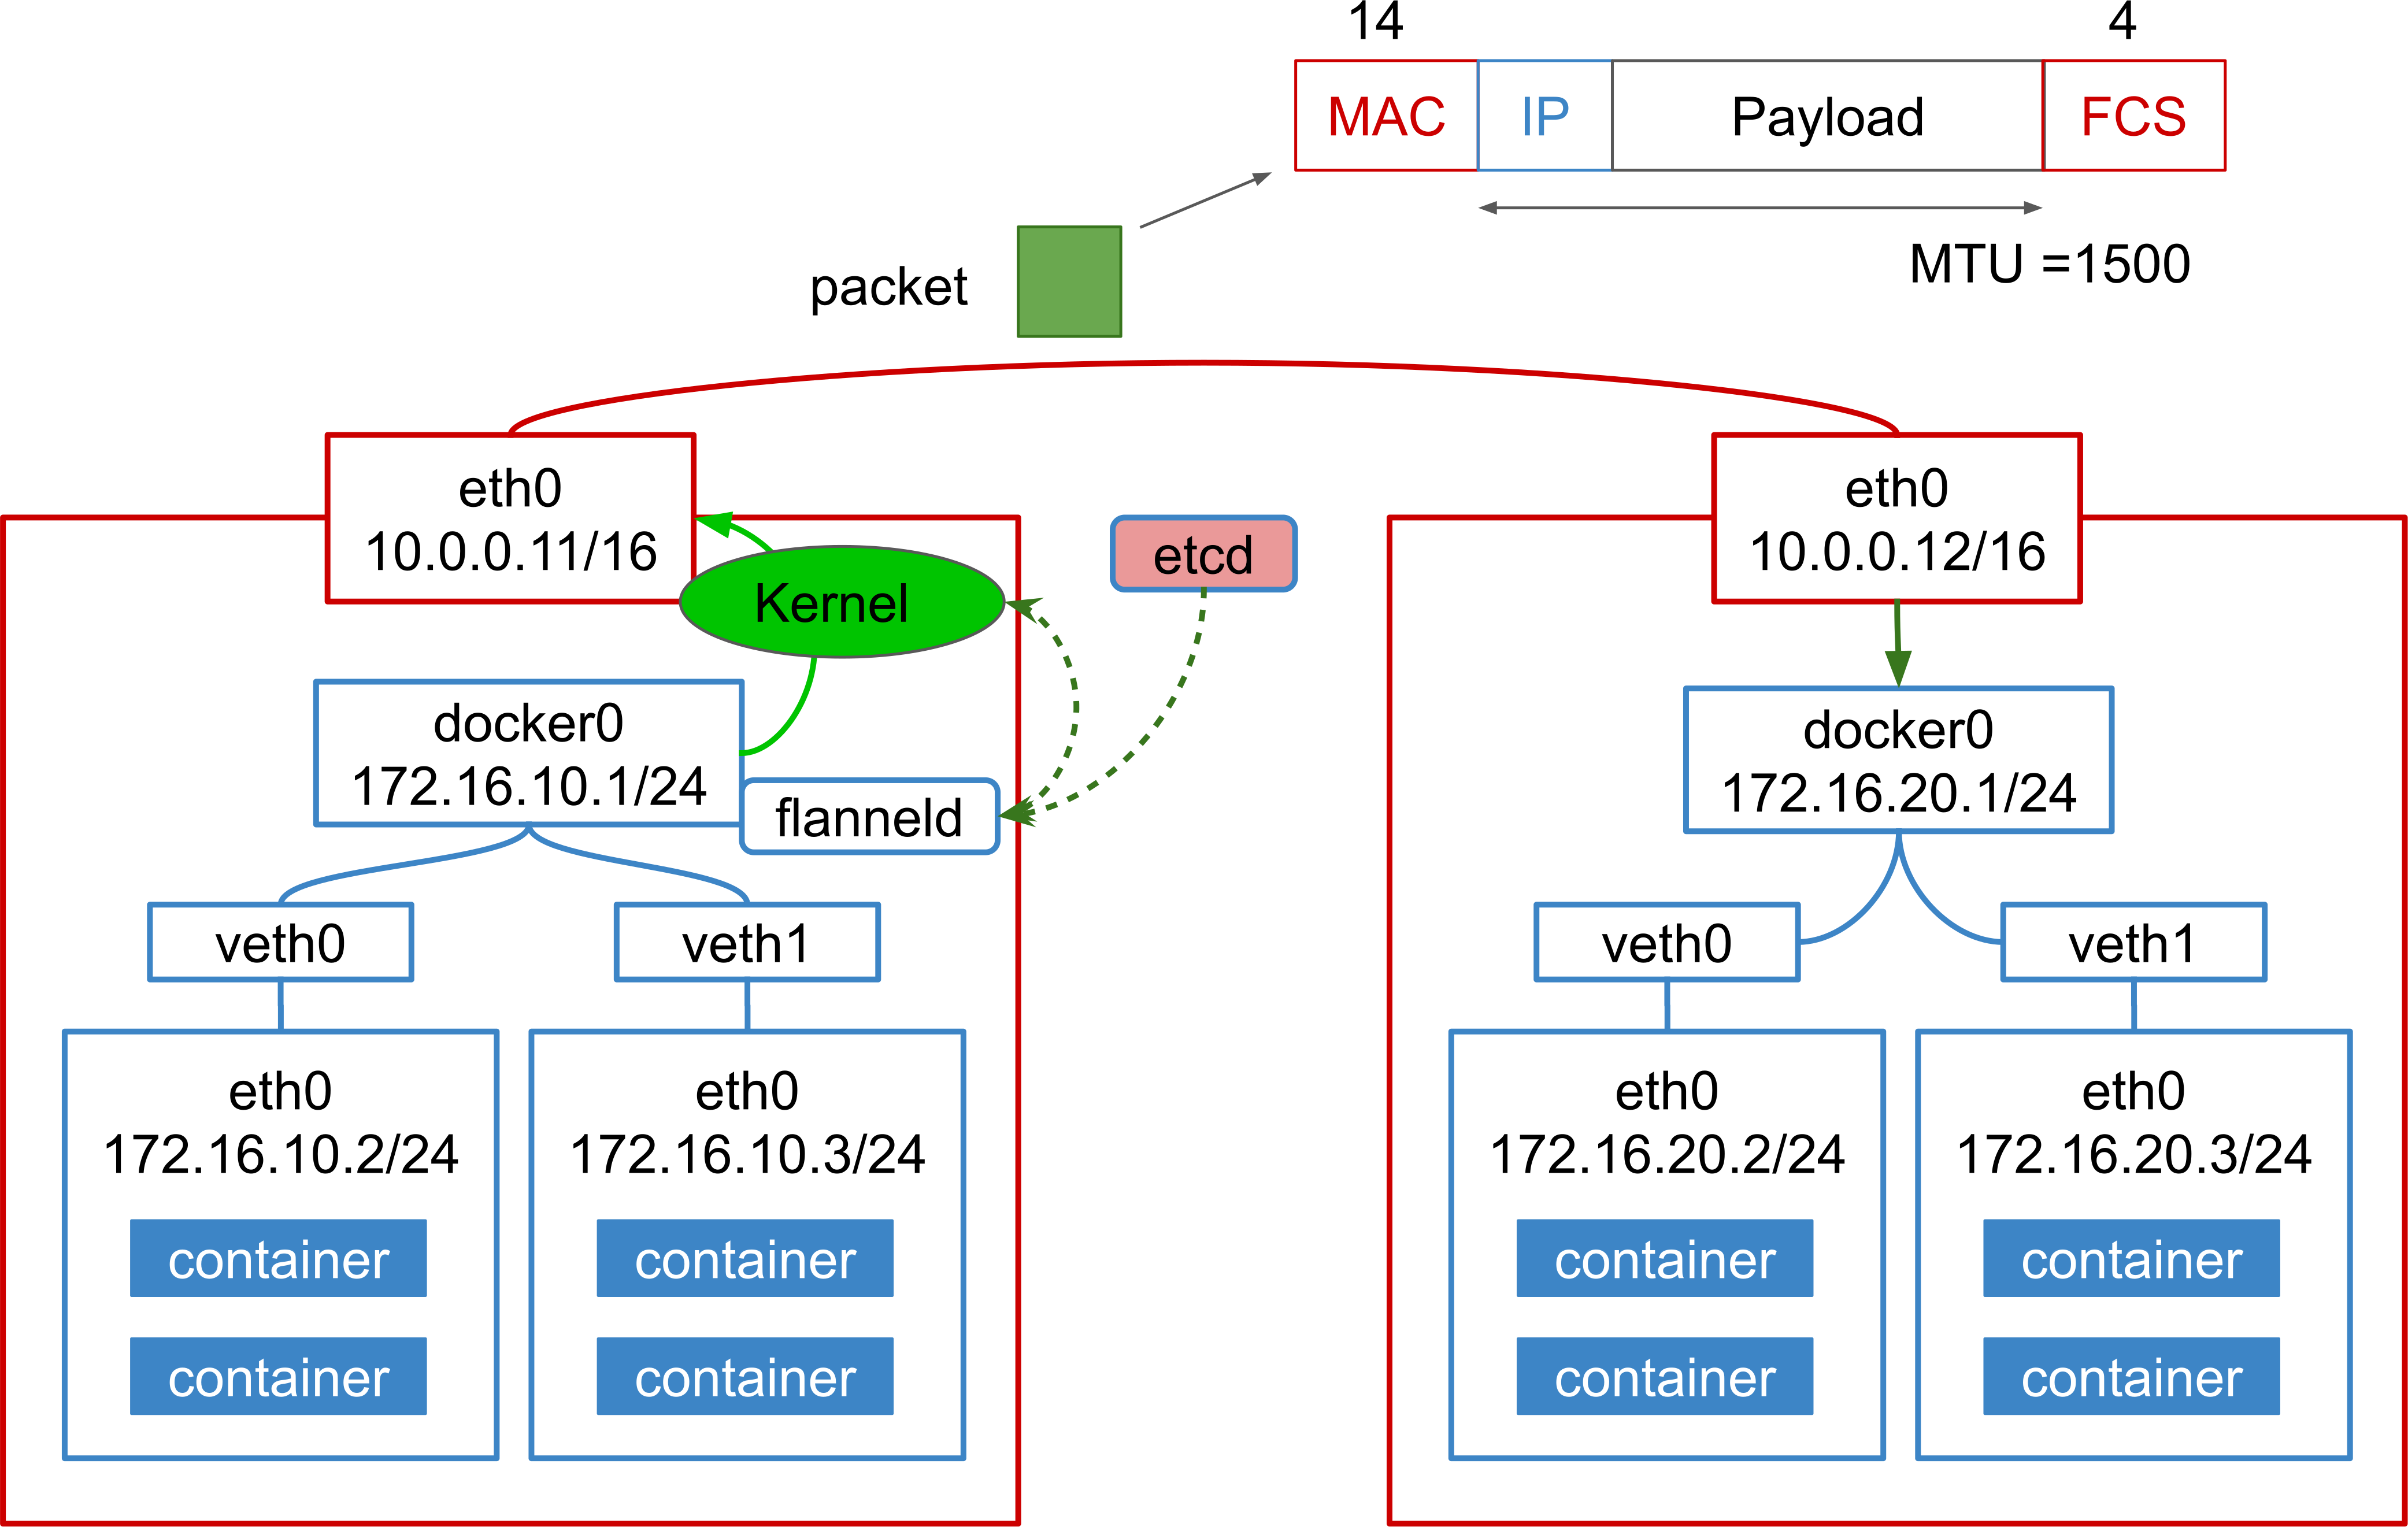 14
4
MAC
IP
Payload
FCS
MTU =1500
packet
eth0
10.0.0.11/16
Kernel
etcd
eth0
10.0.0.12/16
docker0
172.16.10.1/24
flanneld
docker0
172.16.20.1/24
veth0
veth1
veth0
veth1
eth0
172.16.10.2/24
container
container
eth0
172.16.10.3/24
container
container
eth0
172.16.20.2/24
container
container
eth0
172.16.20.3/24
container
container